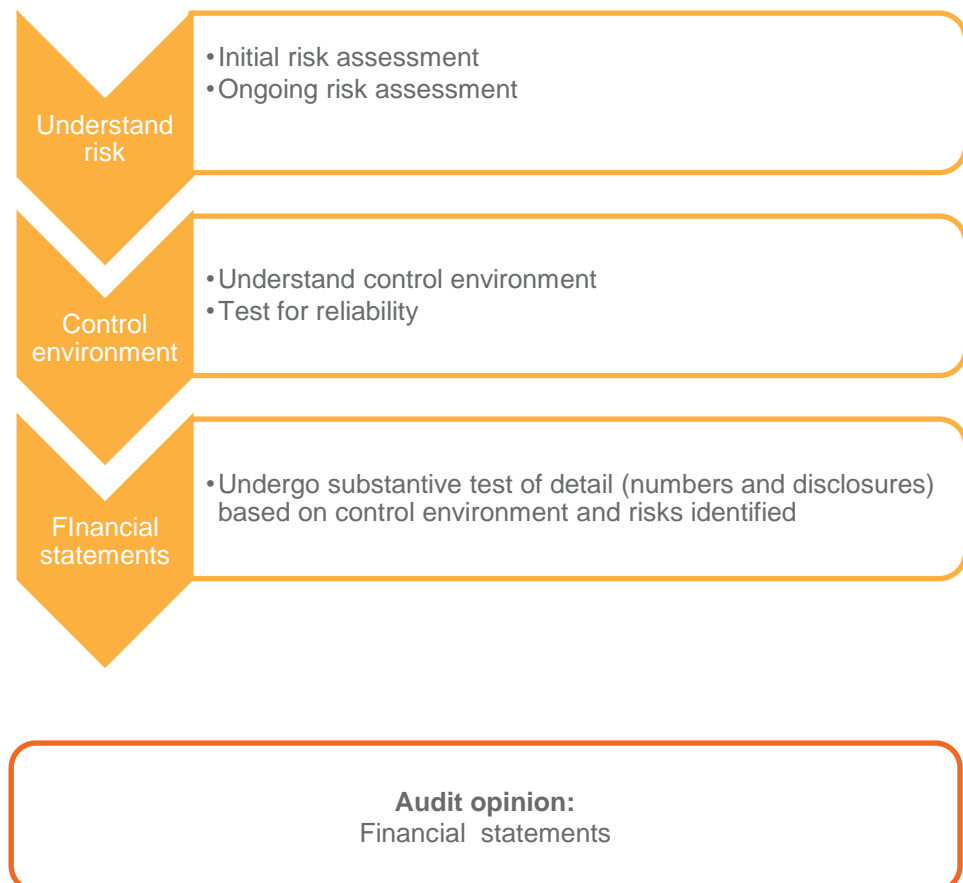 Understand
risk
•Initial risk assessment
•Ongoing risk assessment
Control
environment
•Understand control environment
•Test for reliability
FInancial
statements
•Undergo substantive test of detail (numbers and disclosures)
based on control environment and risks identified
Audit opinion:
Financial statements